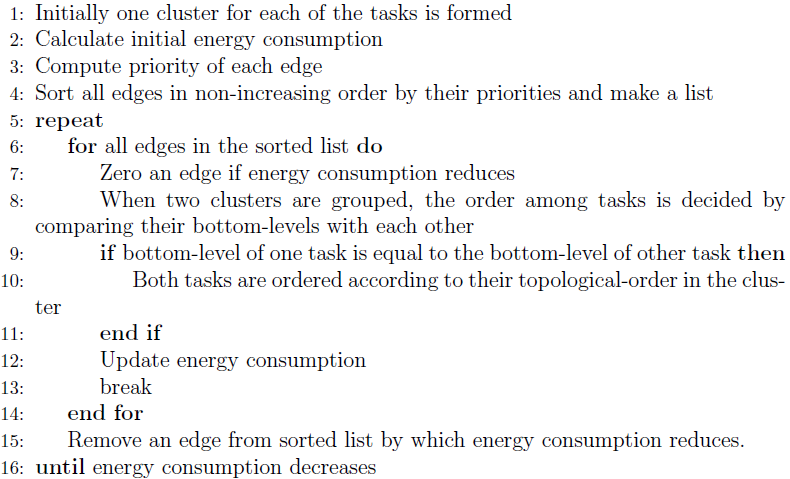 1: Initially one cluster for each of the tasks is formed
2: Calculate initial energy consumption
3: Compute priority of each edge
4: Sort all edges in non-increasing order by their priorities and make a list
5: repeat
6: for all edges in the sorted list do
7: Zero an edge if energy consumption reduces
8: When two clusters are grouped, the order among tasks is decided by
comparing their bottom-levels with each other
9: if bottom-level of one task is equal to the bottom-level of other task then
10: Both tasks are ordered according to their topological-order in the clus-
ter
11: end if
12: Update energy consumption
13: break
14: end for
15: Remove an edge from sorted list by which energy consumption reduces.
16: until energy consumption decreases